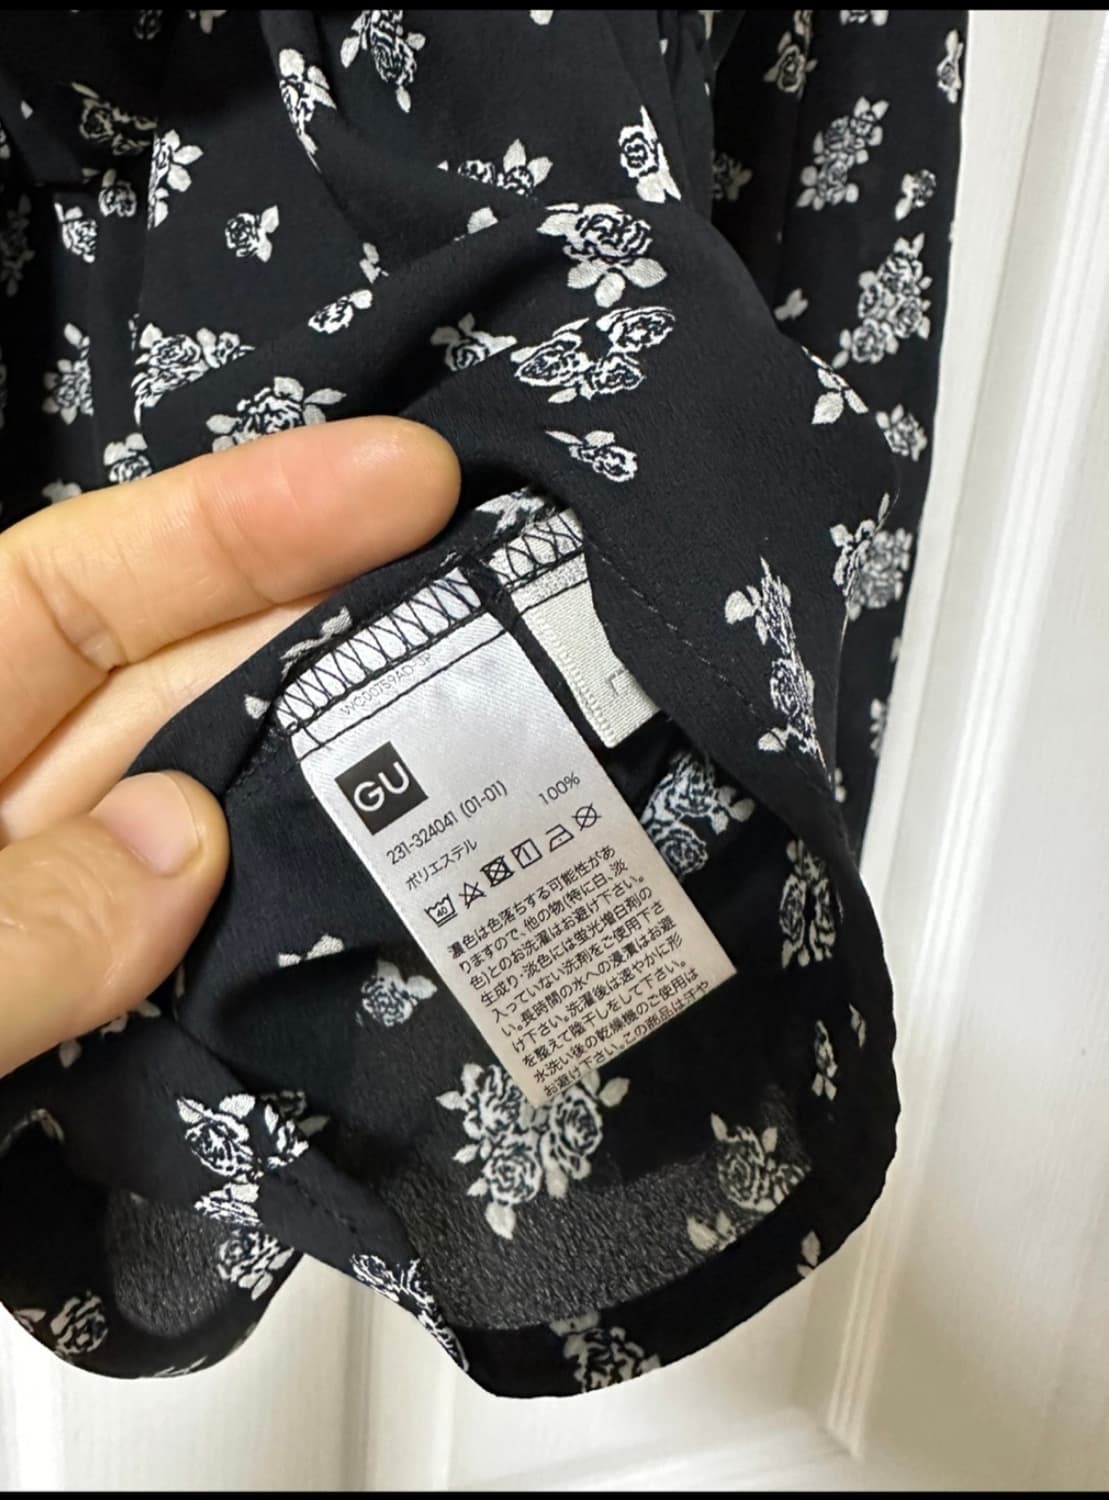 WC00759AD-JP
L
GU
231-324041 (01-01)
ポリエステル 100%
40
濃色は色落ちする可能性があ
りますので、他の物(特に白、淡
色)とのお洗濯はお避け下さい。
生成り・淡色には蛍光増白剤の
入っていない洗剤をご使用下さ
い。長時間の水への浸漬はお避
け下さい。洗濯後は速やかに形
を整えて陰干しをして下さい。
水洗い後の乾燥機のご使用は
お避け下さい。この商品は汗や